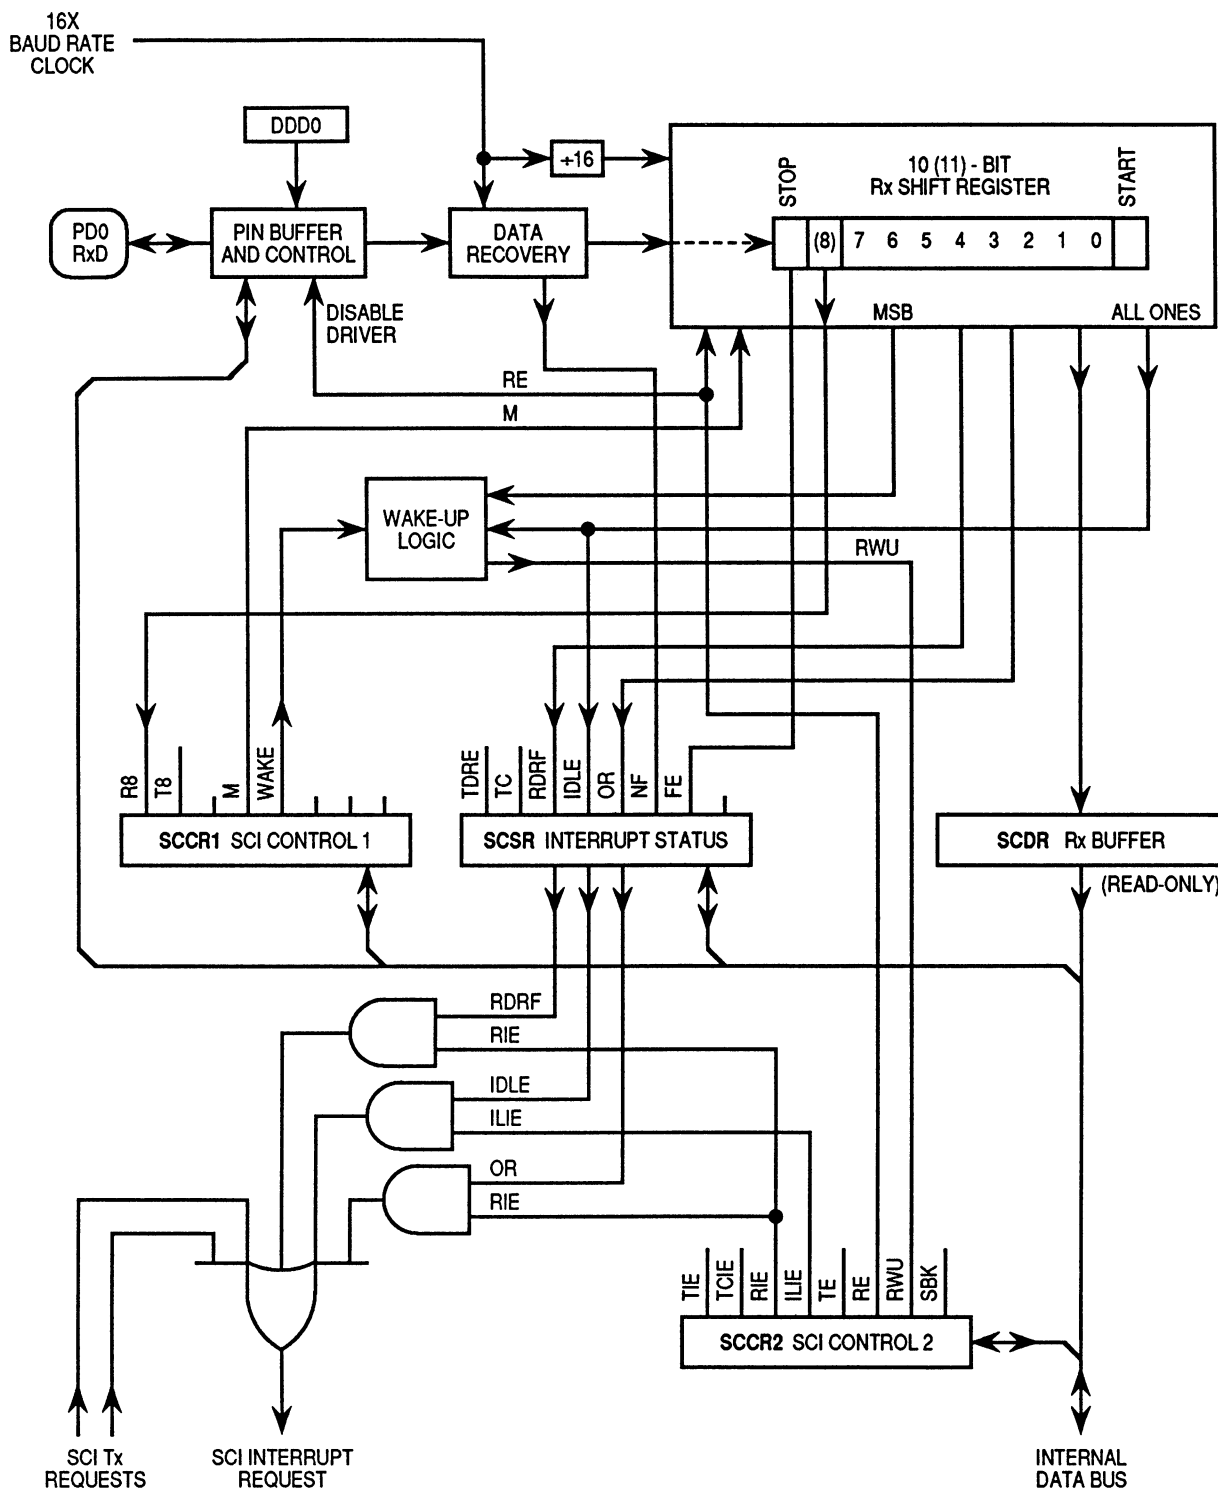 16X
BAUD RATE
CLOCK
DDD0
÷16
10 (11) - BIT
Rx SHIFT REGISTER
STOP
START
PD0
RxD
PIN BUFFER
AND CONTROL
DATA
RECOVERY
(8) 7 6 5 4 3 2 1 0
DISABLE
DRIVER
MSB
ALL ONES
RE
M
WAKE-UP
LOGIC
RWU
R8
T8
M
WAKE
TDRE
TC
RDRF
IDLE
OR
NF
FE
SCCR1 SCI CONTROL 1
SCSR INTERRUPT STATUS
SCDR Rx BUFFER
(READ-ONLY)
RDRF
RIE
IDLE
ILIE
OR
RIE
TIE
TCIE
RIE
ILIE
TE
RE
RWU
SBK
SCCR2 SCI CONTROL 2
SCI Tx
REQUESTS
SCI INTERRUPT
REQUEST
INTERNAL
DATA BUS